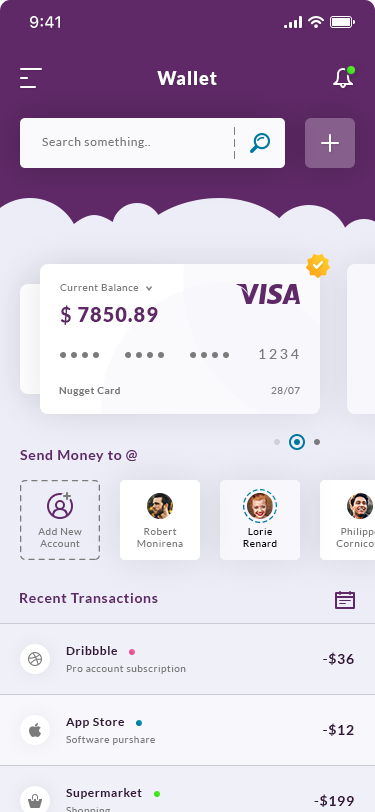 9:41
Wallet
Search something..
Current Balance
VISA
$ 7850.89
1234
Nugget Card
28/07
Send Money to @
Add New
Account
Robert
Monirena
Lorie
Renard
Philipp
Cornico
Recent Transactions
Dribbble
-$36
Pro account subscription
App Store
-$12
Software purshare
Supermarket
-$199
Shopping